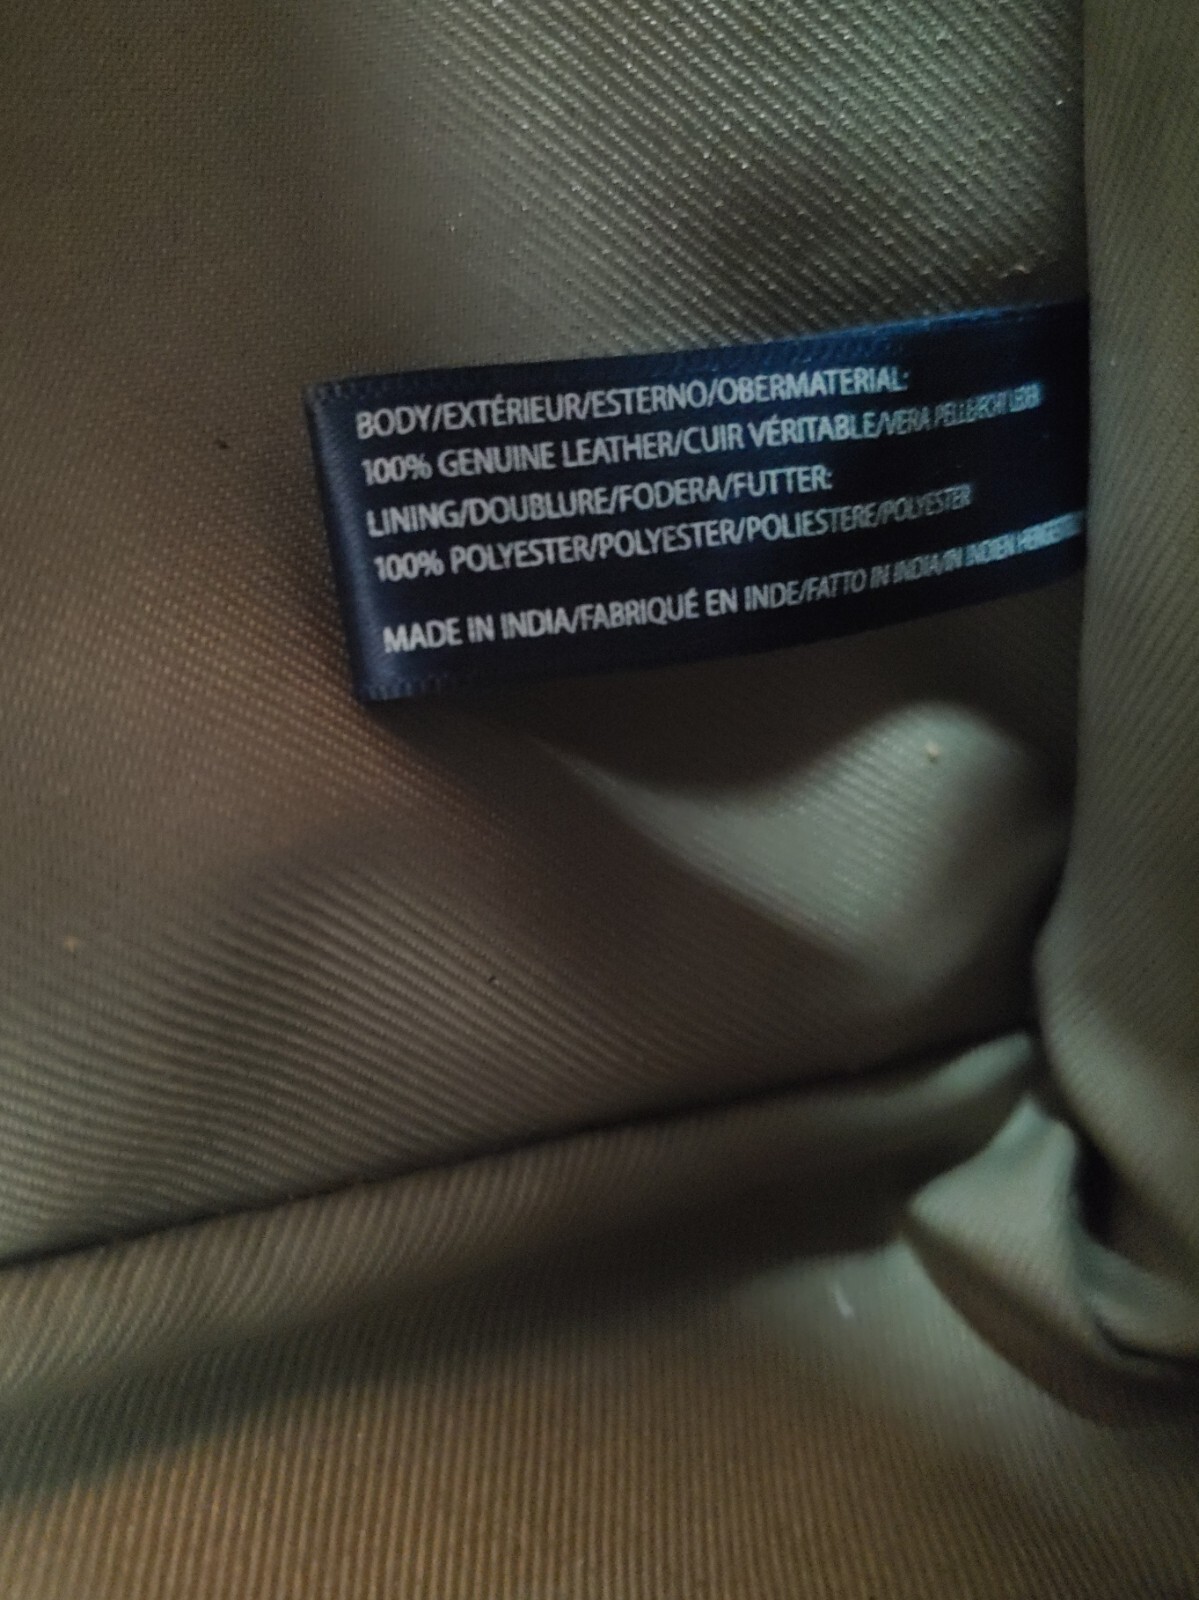 BODY/EXTÉRIEUR/ESTERNO/OBERMATERIAL:
100% GENUINE LEATHER/CUIR VÉRITABLE/VERA PELLE/ECHT LEDER
LINING/DOUBLURE/FODERA/FUTTER:
100% POLYESTER/POLYESTER/POLIESTERE/POLYESTER
MADE IN INDIA/FABRIQUÉ EN INDE/FATTO IN INDIA/IN INDIEN